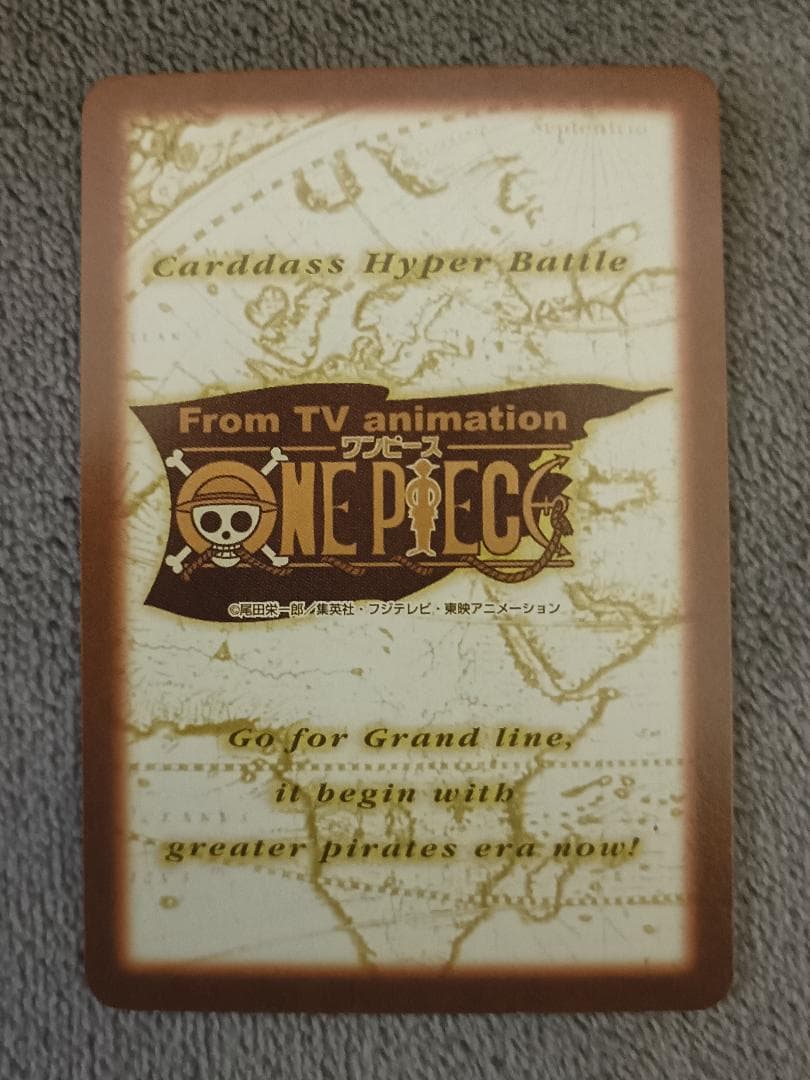 Septentrio
Carddass Hyper Battle
From TV animation
ワンピース
ONE PIECE
©尾田栄一郎／集英社・フジテレビ・東映アニメーション
Go for Grand line,
it begin with
greater pirates era now!